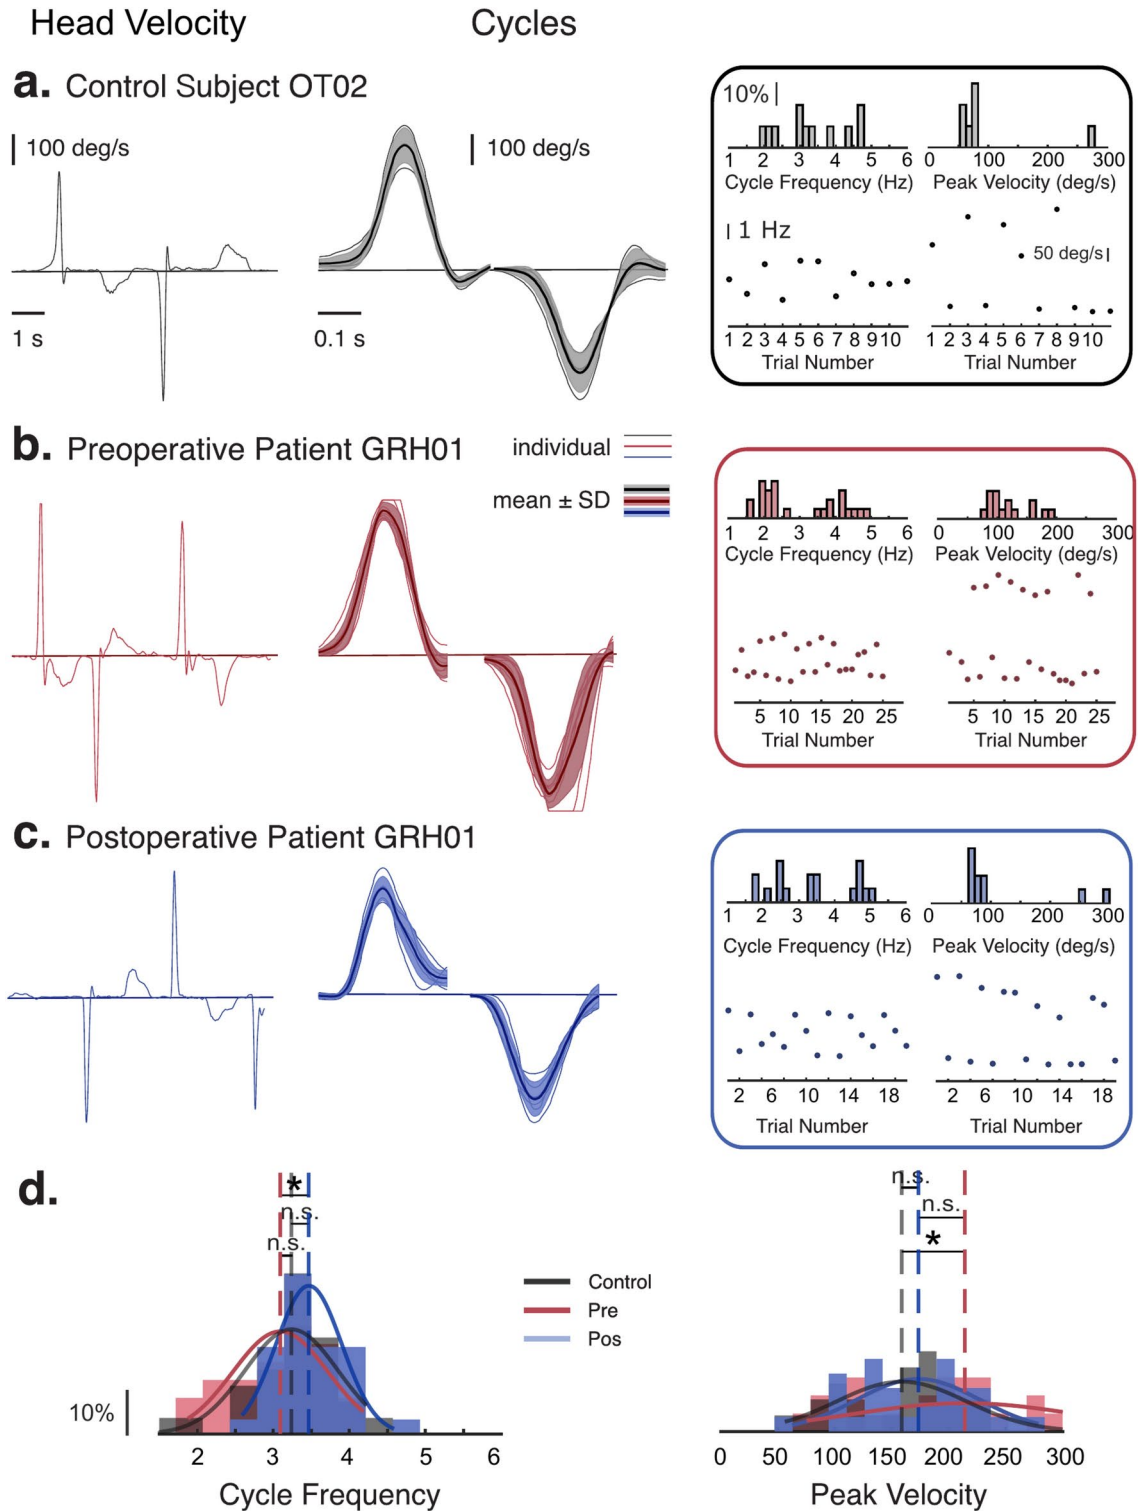 Head Velocity Cycles
a. Control Subject OT02
100 deg/s 100 deg/s
1 s 0.1 s
10%
1 2 3 4 5 6 0 100 200 300
Cycle Frequency (Hz) Peak Velocity (deg/s)
1 Hz
50 deg/s
1 2 3 4 5 6 7 8 9 10 1 2 3 4 5 6 7 8 9 10
Trial Number Trial Number
b. Preoperative Patient GRH01
individual
mean ± SD
1 2 3 4 5 6 0 100 200 300
Cycle Frequency (Hz) Peak Velocity (deg/s)
5 10 15 20 25 5 10 15 20 25
Trial Number Trial Number
c. Postoperative Patient GRH01
1 2 3 4 5 6 0 100 200 300
Cycle Frequency (Hz) Peak Velocity (deg/s)
2 6 10 14 18 2 6 10 14 18
Trial Number Trial Number
d.
*
n.s.
n.s.
10%
2 3 4 5 6
Cycle Frequency
Control
Pre
Pos
n.s.
n.s.
*
0 50 100 150 200 250 300
Peak Velocity